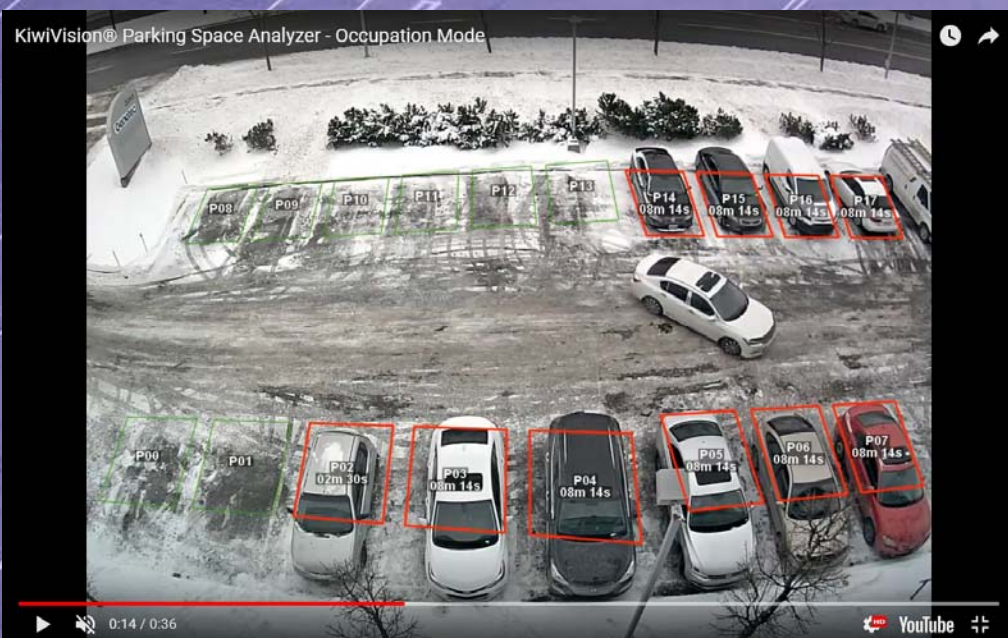 KiwiVision® Parking Space Analyzer - Occupation Mode
P08
P09
P10
P11
P12
P13
P14
08m 14s
P15
08m 14s
P16
08m 14s
P17
08m 14s
P00
P01
P02
02m 30s
P03
08m 14s
P04
08m 14s
P05
08m 14s
P06
08m 14s
P07
08m 14s
0:14 / 0:36
HD
YouTube